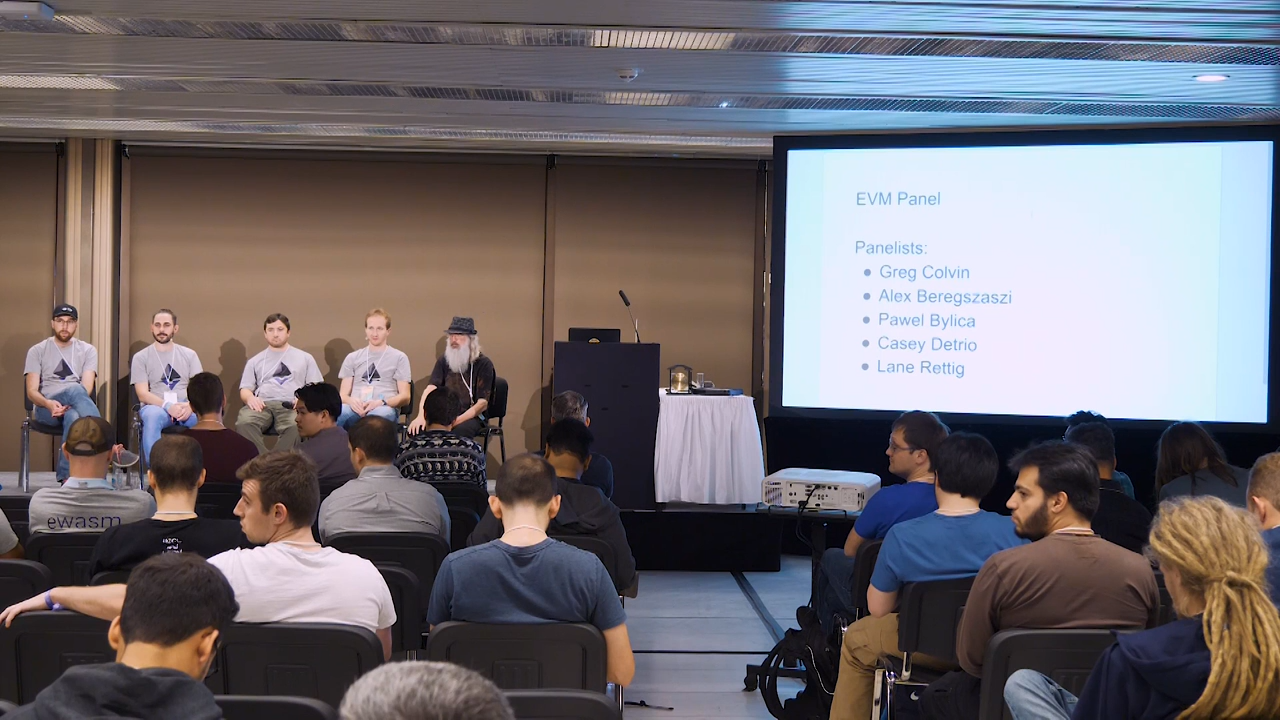 EVM Panel
Panelists:
Greg Colvin
Alex Beregszaszi
Pawel Bylica
Casey Detrio
Lane Rettig
ewasm